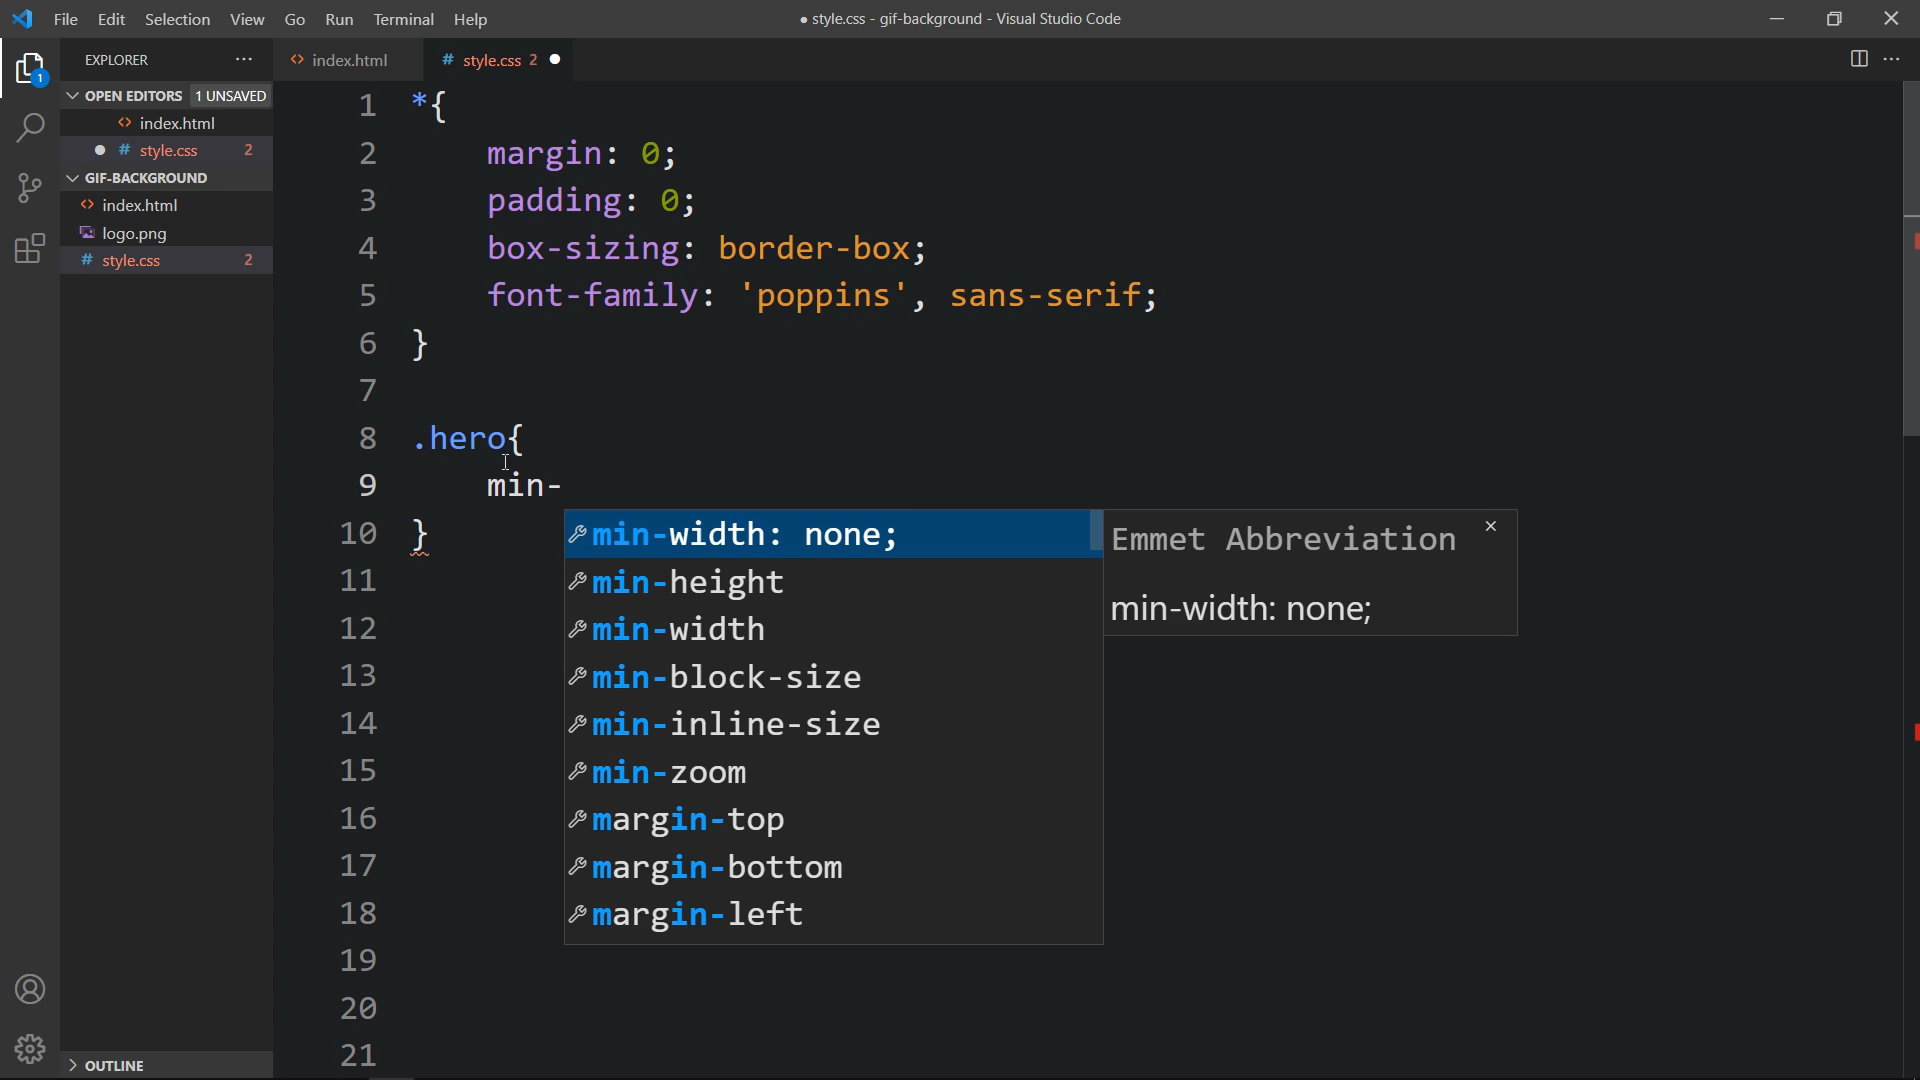 File Edit Selection View Go Run Terminal Help ● style.css - gif-background - Visual Studio Code
EXPLORER ··· <> index.html # style.css 2 ●
1
OPEN EDITORS 1 UNSAVED
<> index.html
● # style.css 2
GIF-BACKGROUND
<> index.html
logo.png
# style.css 2
OUTLINE
1 *{
2 margin: 0;
3 padding: 0;
4 box-sizing: border-box;
5 font-family: 'poppins', sans-serif;
6 }
7
8 .hero{
9 min-
10 }
11
12
13
14
15
16
17
18
19
20
21
min-width: none;
min-height
min-width
min-block-size
min-inline-size
min-zoom
margin-top
margin-bottom
margin-left
Emmet Abbreviation
min-width: none;